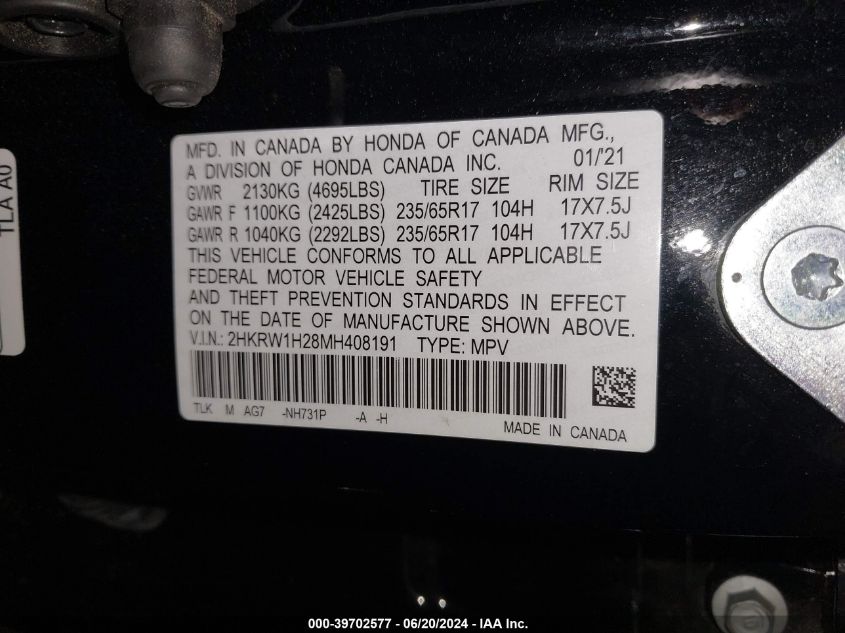 MFD. IN CANADA BY HONDA OF CANADA MFG.,
A DIVISION OF HONDA CANADA INC. 01/'21
GVWR 2130KG (4695LBS) TIRE SIZE RIM SIZE
GAWR F 1100KG (2425LBS) 235/65R17 104H 17X7.5J
GAWR R 1040KG (2292LBS) 235/65R17 104H 17X7.5J
THIS VEHICLE CONFORMS TO ALL APPLICABLE
FEDERAL MOTOR VEHICLE SAFETY
AND THEFT PREVENTION STANDARDS IN EFFECT
ON THE DATE OF MANUFACTURE SHOWN ABOVE.
V.I.N.: 2HKRW1H28MH408191 TYPE: MPV
TLK M AG7 -NH731P -A -H
MADE IN CANADA
TLA A0
000-39702577 - 06/20/2024 - IAA Inc.